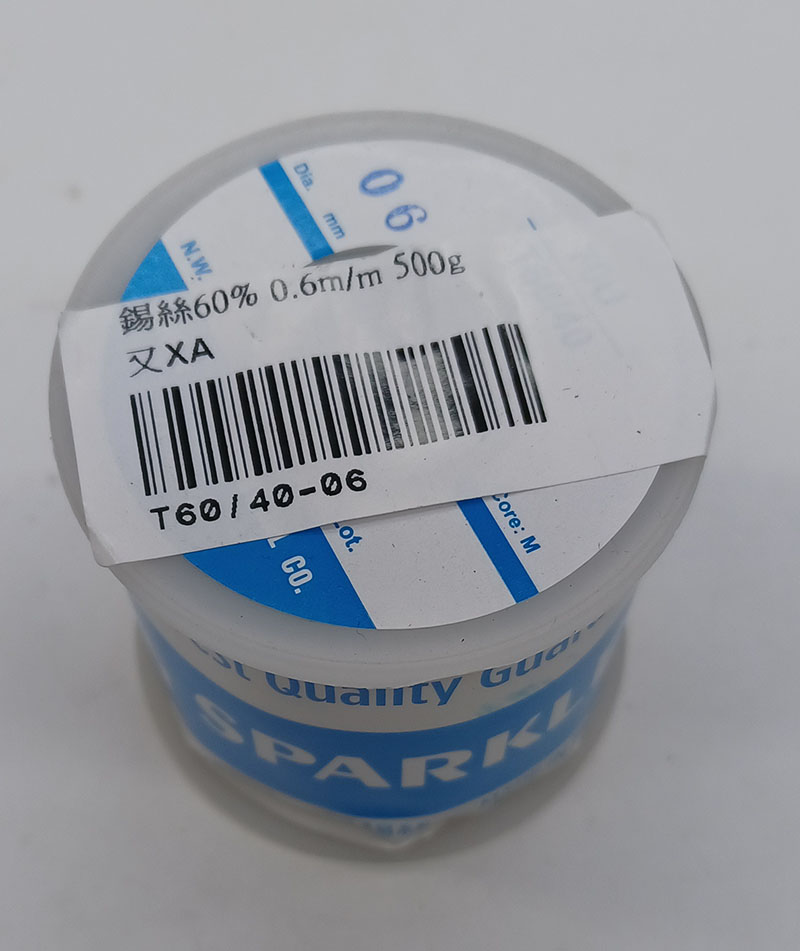 Dia. mm
06
N.W.
錫絲60% 0.6m/m 500g
又XA
T60/40-06
Lot.
Core: M
CO.
Quality
SPARKL